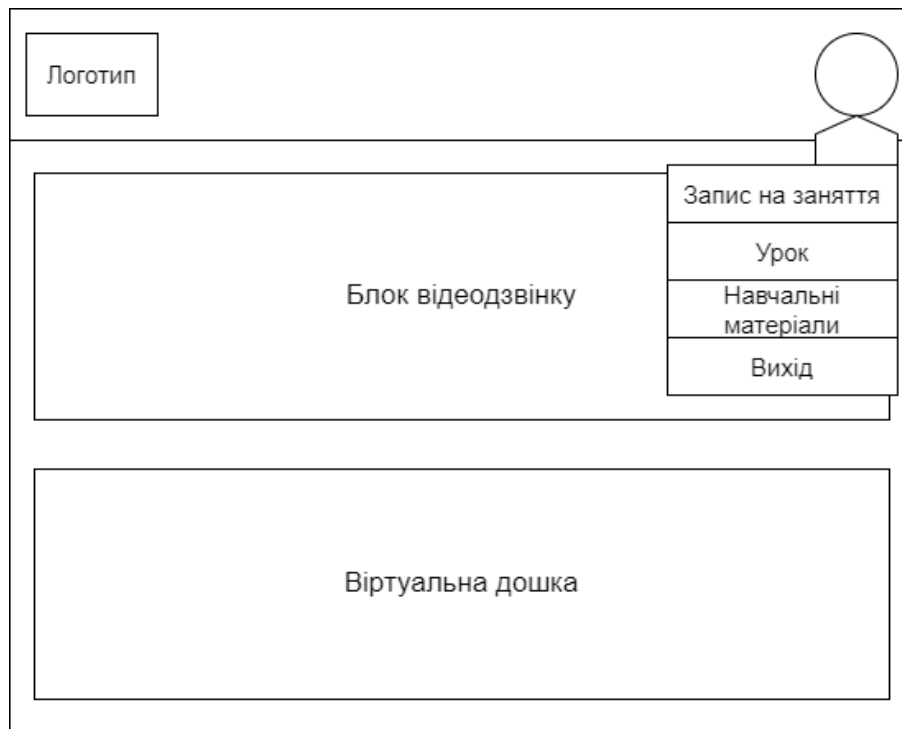 Логотип
Запис на заняття
Урок
Навчальні
матеріали
Вихід
Блок відеодзвінку
Віртуальна дошка